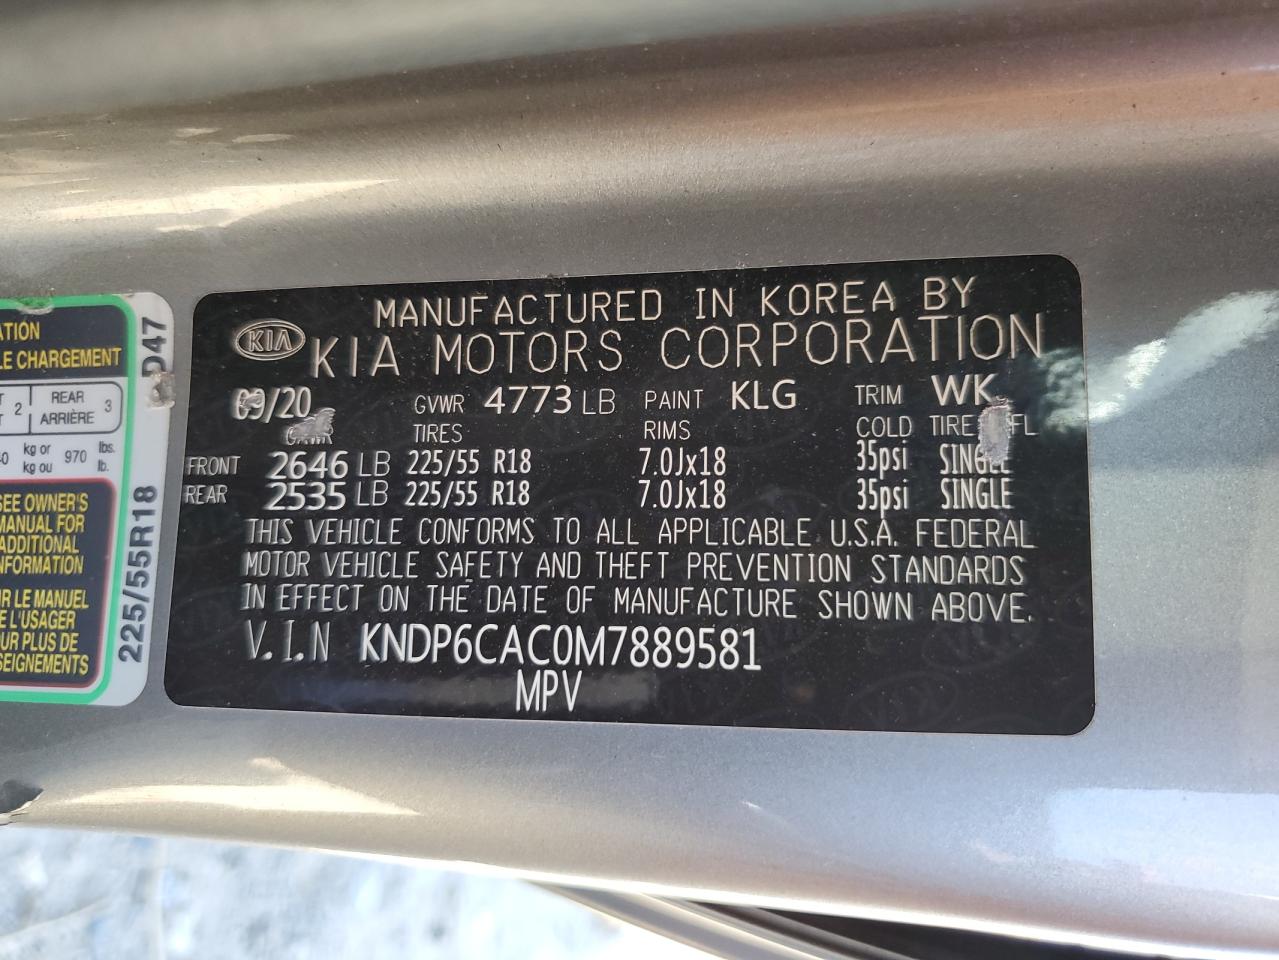 ATION
LE CHARGEMENT
2
REAR
ARRIÈRE
3
kg or
kg ou
970
lbs.
lb.
SEE OWNER'S
MANUAL FOR
ADDITIONAL
INFORMATION
LE MANUEL
L'USAGER
PLUS DE
SEIGNEMENTS
D47
225/55R18
MANUFACTURED IN KOREA BY
KIA
KIA MOTORS CORPORATION
09/20 GVWR 4773 LB PAINT KLG TRIM WK
TIRES RIMS COLD TIRE
FRONT 2646 LB 225/55 R18 7.0Jx18 35psi SINGLE
REAR 2535 LB 225/55 R18 7.0Jx18 35psi SINGLE
THIS VEHICLE CONFORMS TO ALL APPLICABLE U.S.A. FEDERAL
MOTOR VEHICLE SAFETY AND THEFT PREVENTION STANDARDS
IN EFFECT ON THE DATE OF MANUFACTURE SHOWN ABOVE.
V.I.N KNDP6CAC0M7889581
MPV